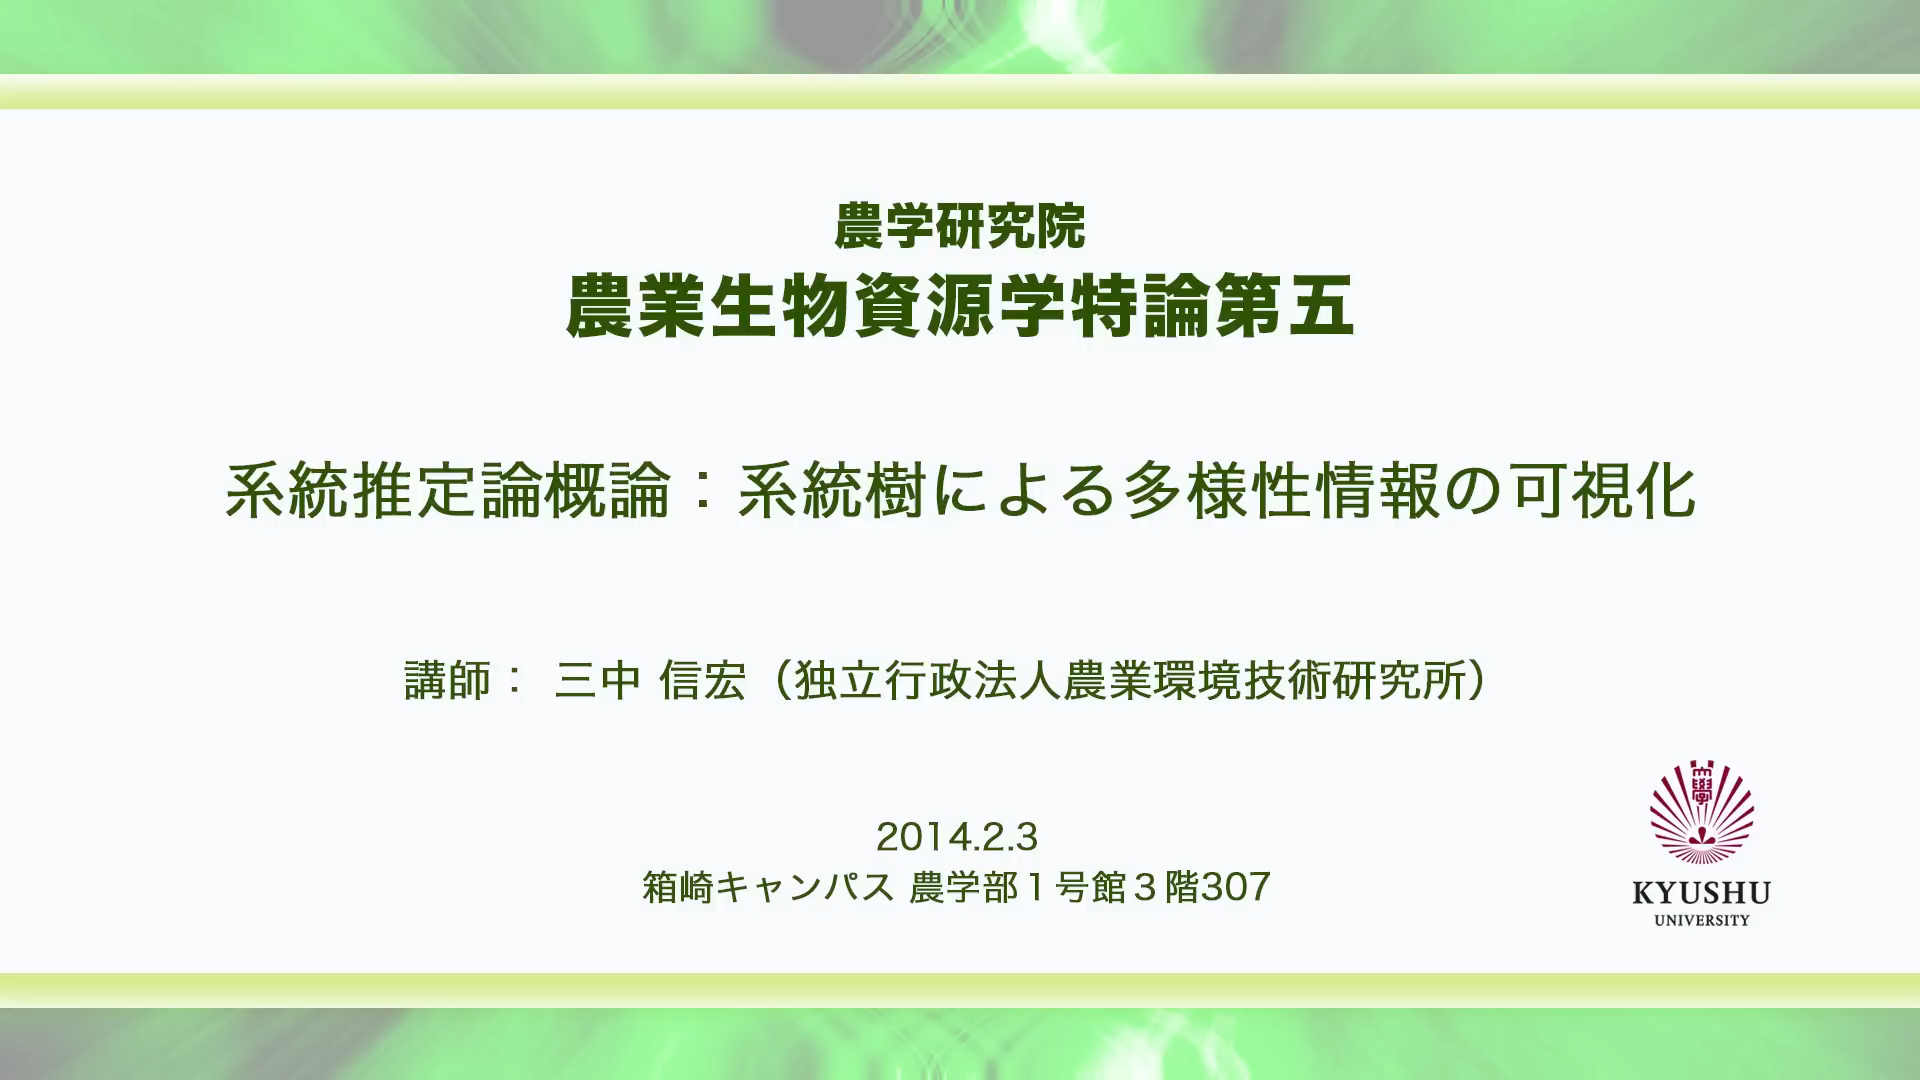 農学研究院
農業生物資源学特論第五
系統推定論概論：系統樹による多様性情報の可視化
講師： 三中 信宏（独立行政法人農業環境技術研究所）
2014.2.3
箱崎キャンパス 農学部１号館３階307
KYUSHU
UNIVERSITY